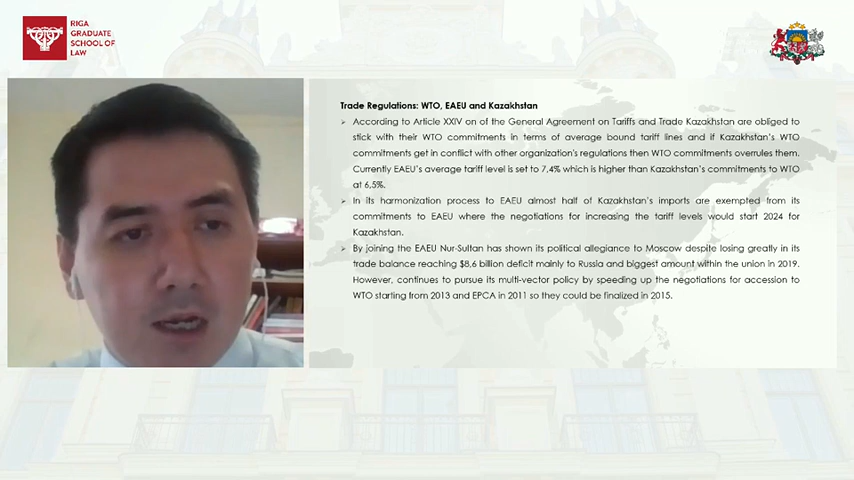 RIGA
GRADUATE
SCHOOL OF
LAW
Trade Regulations: WTO, EAEU and Kazakhstan
➢ According to Article XXIV on of the General Agreement on Tariffs and Trade Kazakhstan are obliged to
stick with their WTO commitments in terms of average bound tariff lines and if Kazakhstan's WTO
commitments get in conflict with other organization's regulations then WTO commitments overrules them.
Currently EAEU's average tariff level is set to 7,4% which is higher than Kazakhstan's commitments to WTO
at 6,5%.
➢ In its harmonization process to EAEU almost half of Kazakhstan's imports are exempted from its
commitments to EAEU where the negotiations for increasing the tariff levels would start 2024 for
Kazakhstan.
➢ By joining the EAEU Nur-Sultan has shown its political allegiance to Moscow despite losing greatly in its
trade balance reaching $8,6 billion deficit mainly to Russia and biggest amount within the union in 2019.
However, continues to pursue its multi-vector policy by speeding up the negotiations for accession to
WTO starting from 2013 and EPCA in 2011 so they could be finalized in 2015.